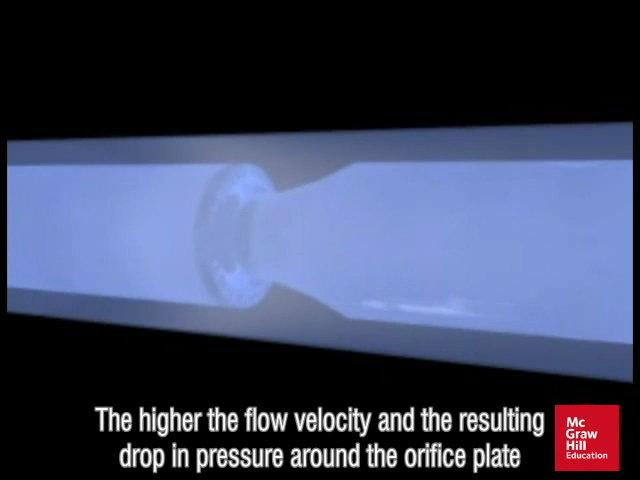 The higher the flow velocity and the resulting
drop in pressure around the orifice plate
Mc
Graw
Hill
Education